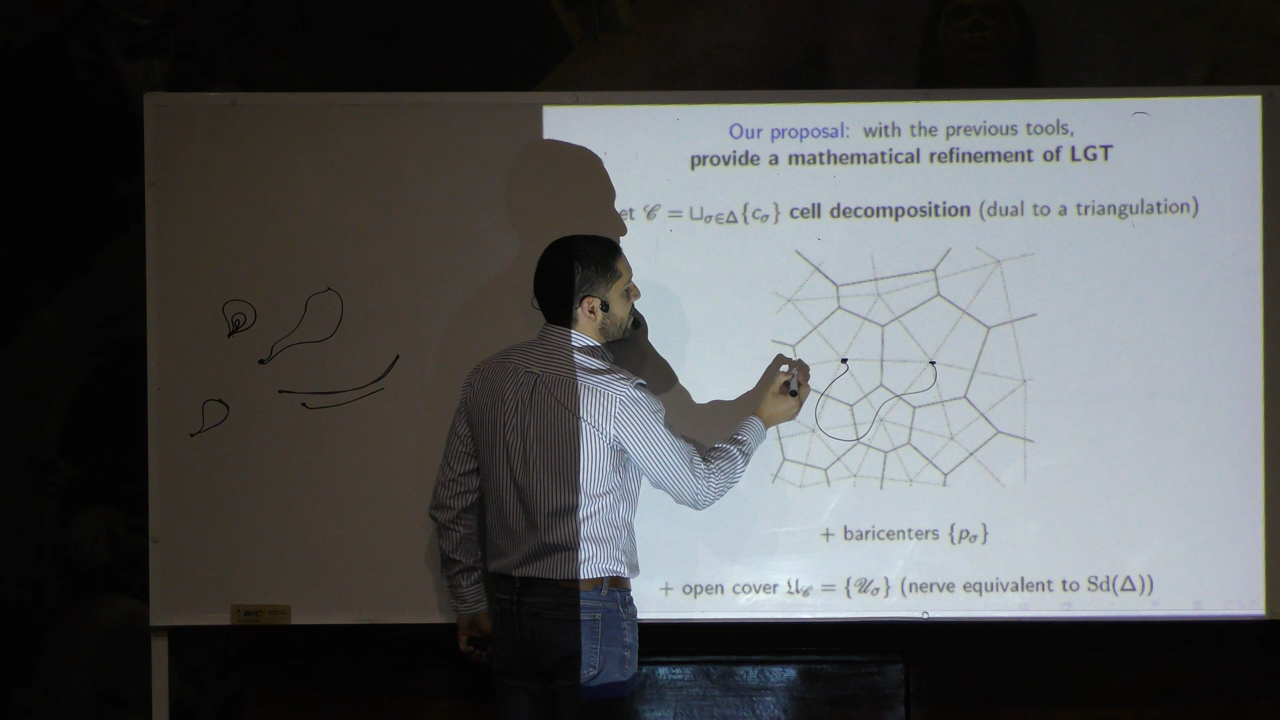 Our proposal: with the previous tools,
provide a mathematical refinement of LGT
et 𝒞 = ⊔σ∈Δ{cσ} cell decomposition (dual to a triangulation)
+ baricenters {pσ}
+ open cover 𝔘𝒞 = {𝒰σ} (nerve equivalent to Sd(Δ))
BIC